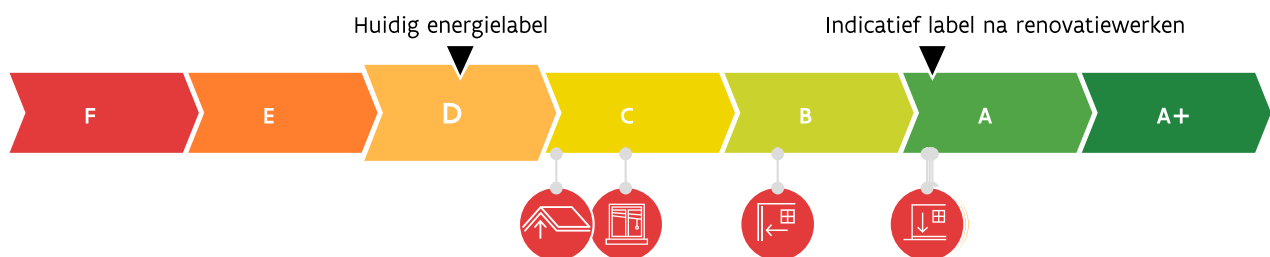 Huidig energielabel
Indicatief label na renovatiewerken
F
E
D
C
B
A
A+